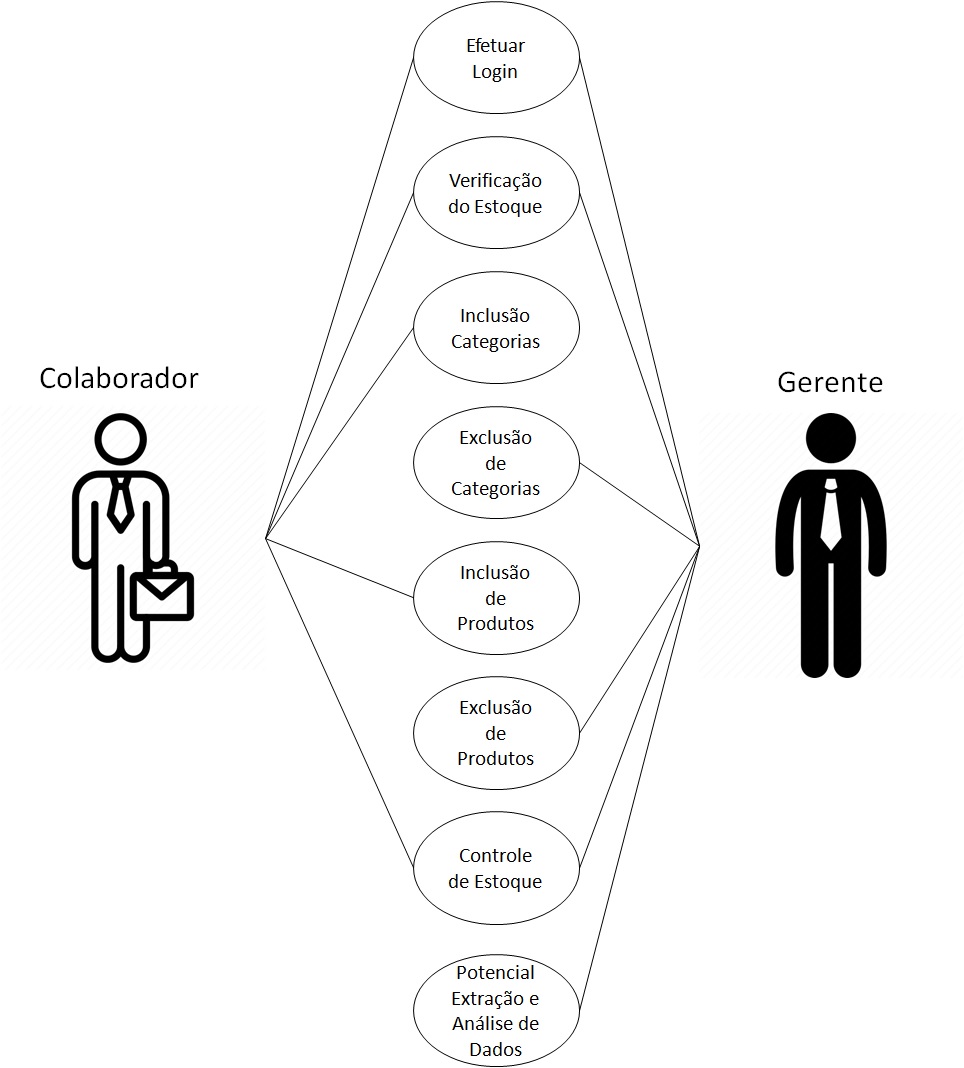 Efetuar
Login
Verificação
do Estoque
Inclusão
Categorias
Colaborador
Gerente
Exclusão
de
Categorias
Inclusão
de
Produtos
Exclusão
de
Produtos
Controle
de Estoque
Potencial
Extração e
Análise de
Dados